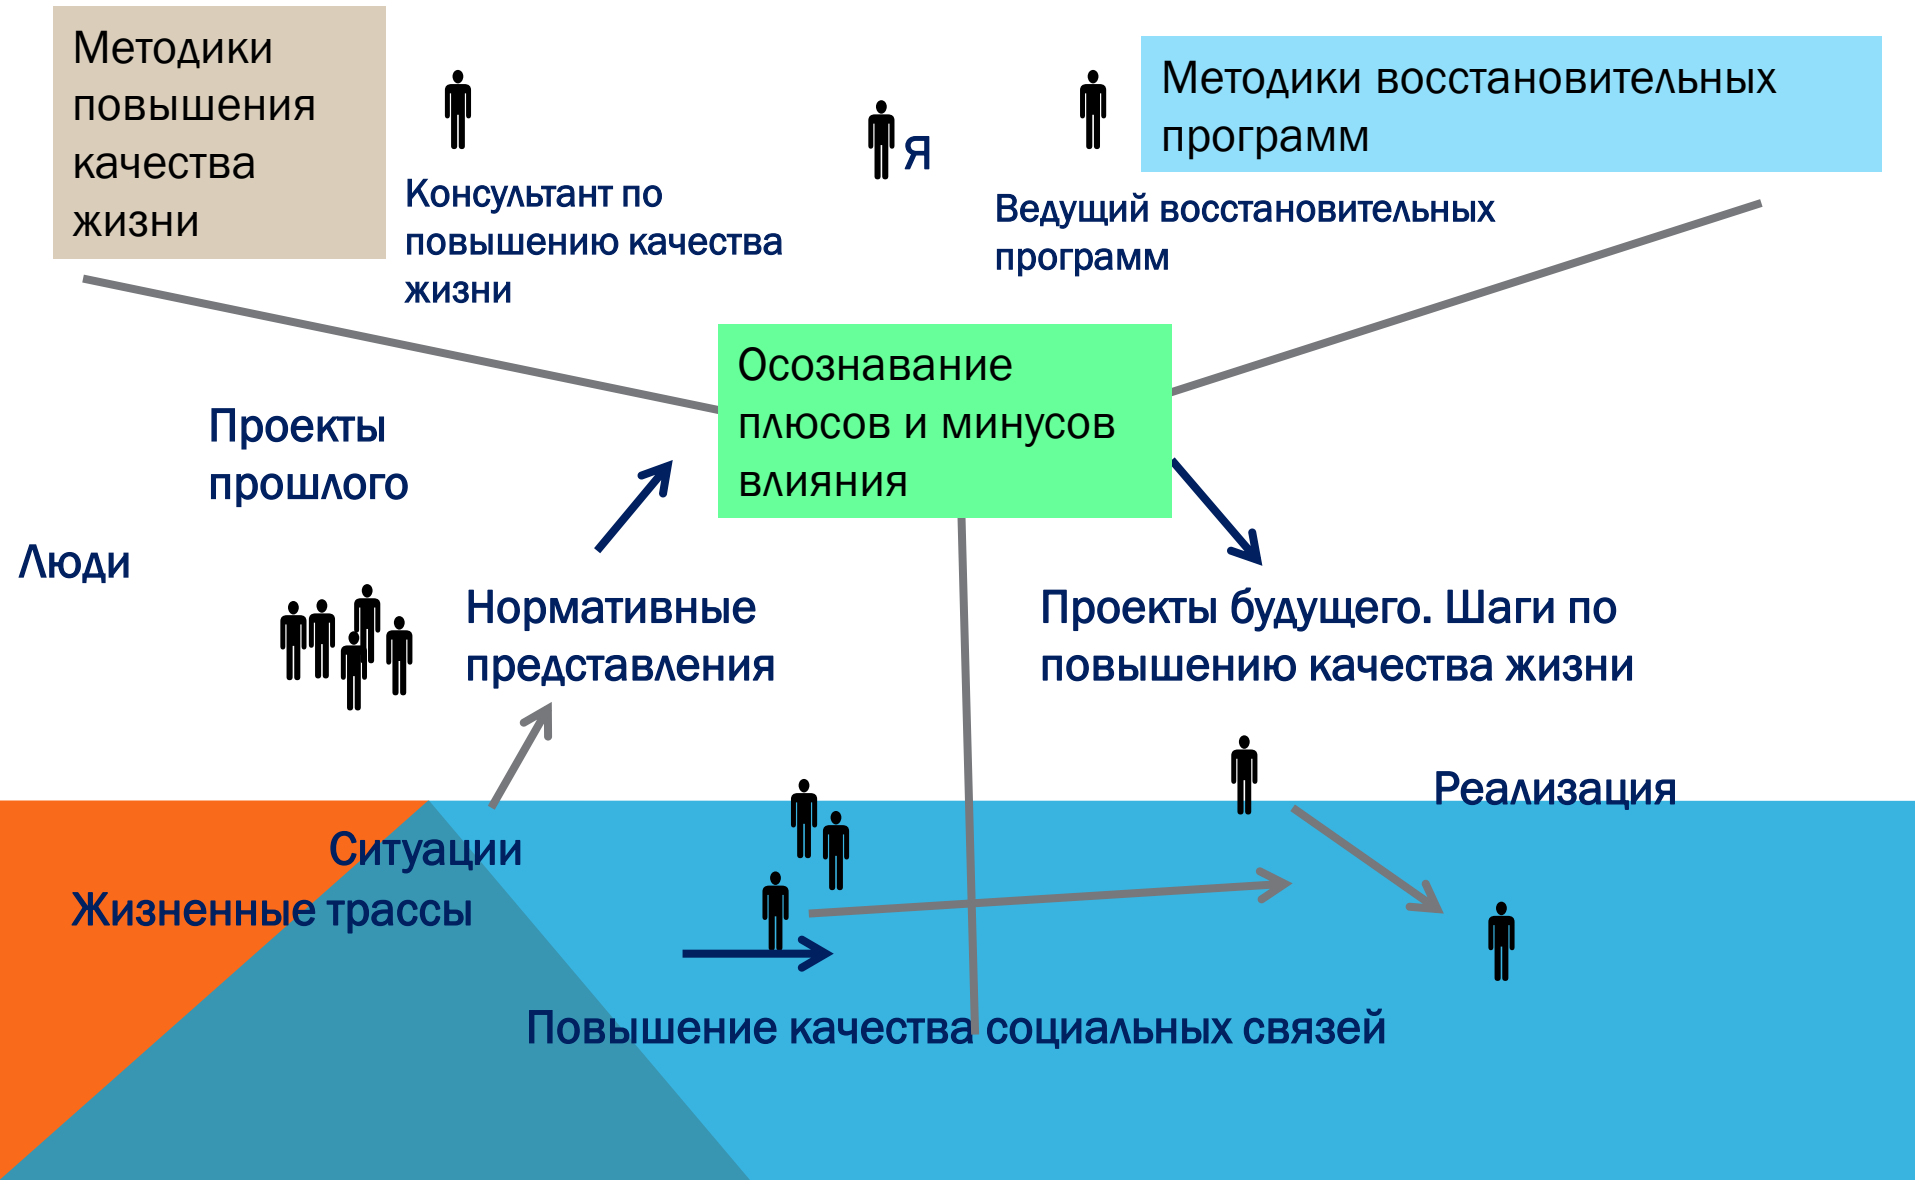 Методики
повышения
качества
жизни
Консультант по
повышению качества
жизни
Я
Методики восстановительных
программ
Ведущий восстановительных
программ
Осознавание
плюсов и минусов
влияния
Проекты
прошлого
Люди
Нормативные
представления
Проекты будущего. Шаги по
повышению качества жизни
Реализация
Ситуации
Жизненные трассы
Повышение качества социальных связей